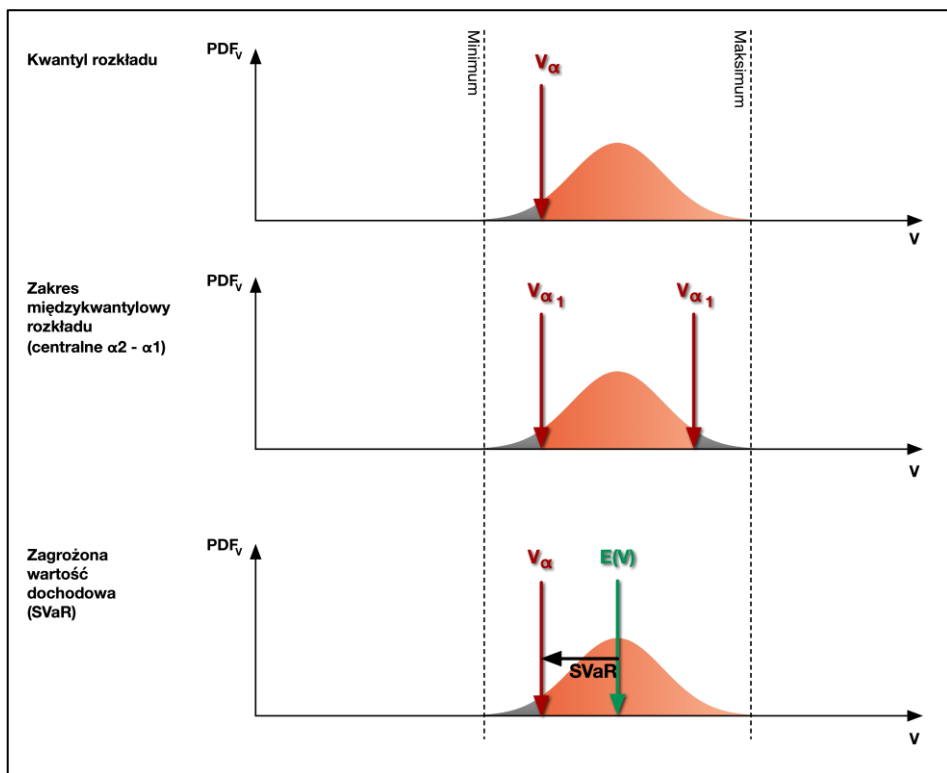 Kwantyl rozkładu
PDFV
Vα
Minimum
Maksimum
V
Zakres
międzykwantylowy
rozkładu
(centralne α2 - α1)
PDFV
Vα1
Vα1
V
Zagrożona
wartość
dochodowa
(SVaR)
PDFV
Vα
E(V)
SVaR
V